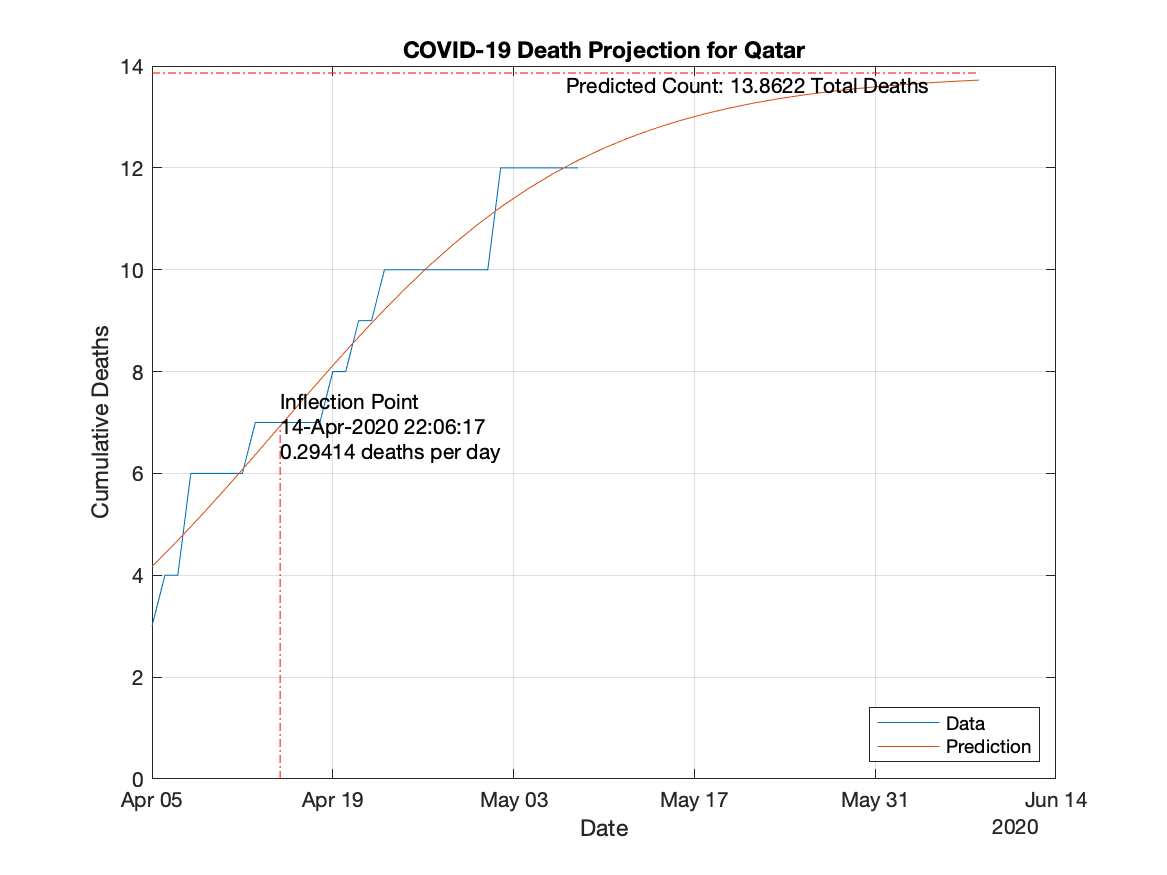 COVID-19 Death Projection for Qatar
Predicted Count: 13.8622 Total Deaths
14
12
10
8
6
4
2
0
Cumulative Deaths
Inflection Point
14-Apr-2020 22:06:17
0.29414 deaths per day
Data
Prediction
Apr 05 Apr 19 May 03 May 17 May 31 Jun 14
Date
2020